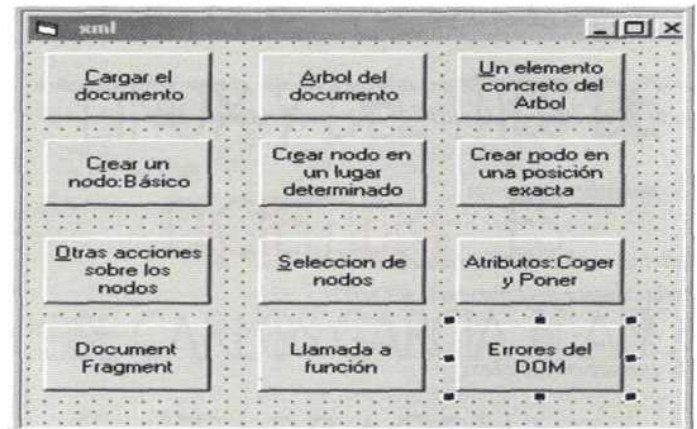 xml
Cargar el
documento
Arbol del
documento
Un elemento
concreto del
Arbol
Crear un
nodo:Básico
Crear nodo en
un lugar
determinado
Crear nodo en
una posición
exacta
Otras acciones
sobre los
nodos
Seleccion de
nodos
Atributos:Coger
y Poner
Document
Fragment
Llamada a
función
Errores del
DOM